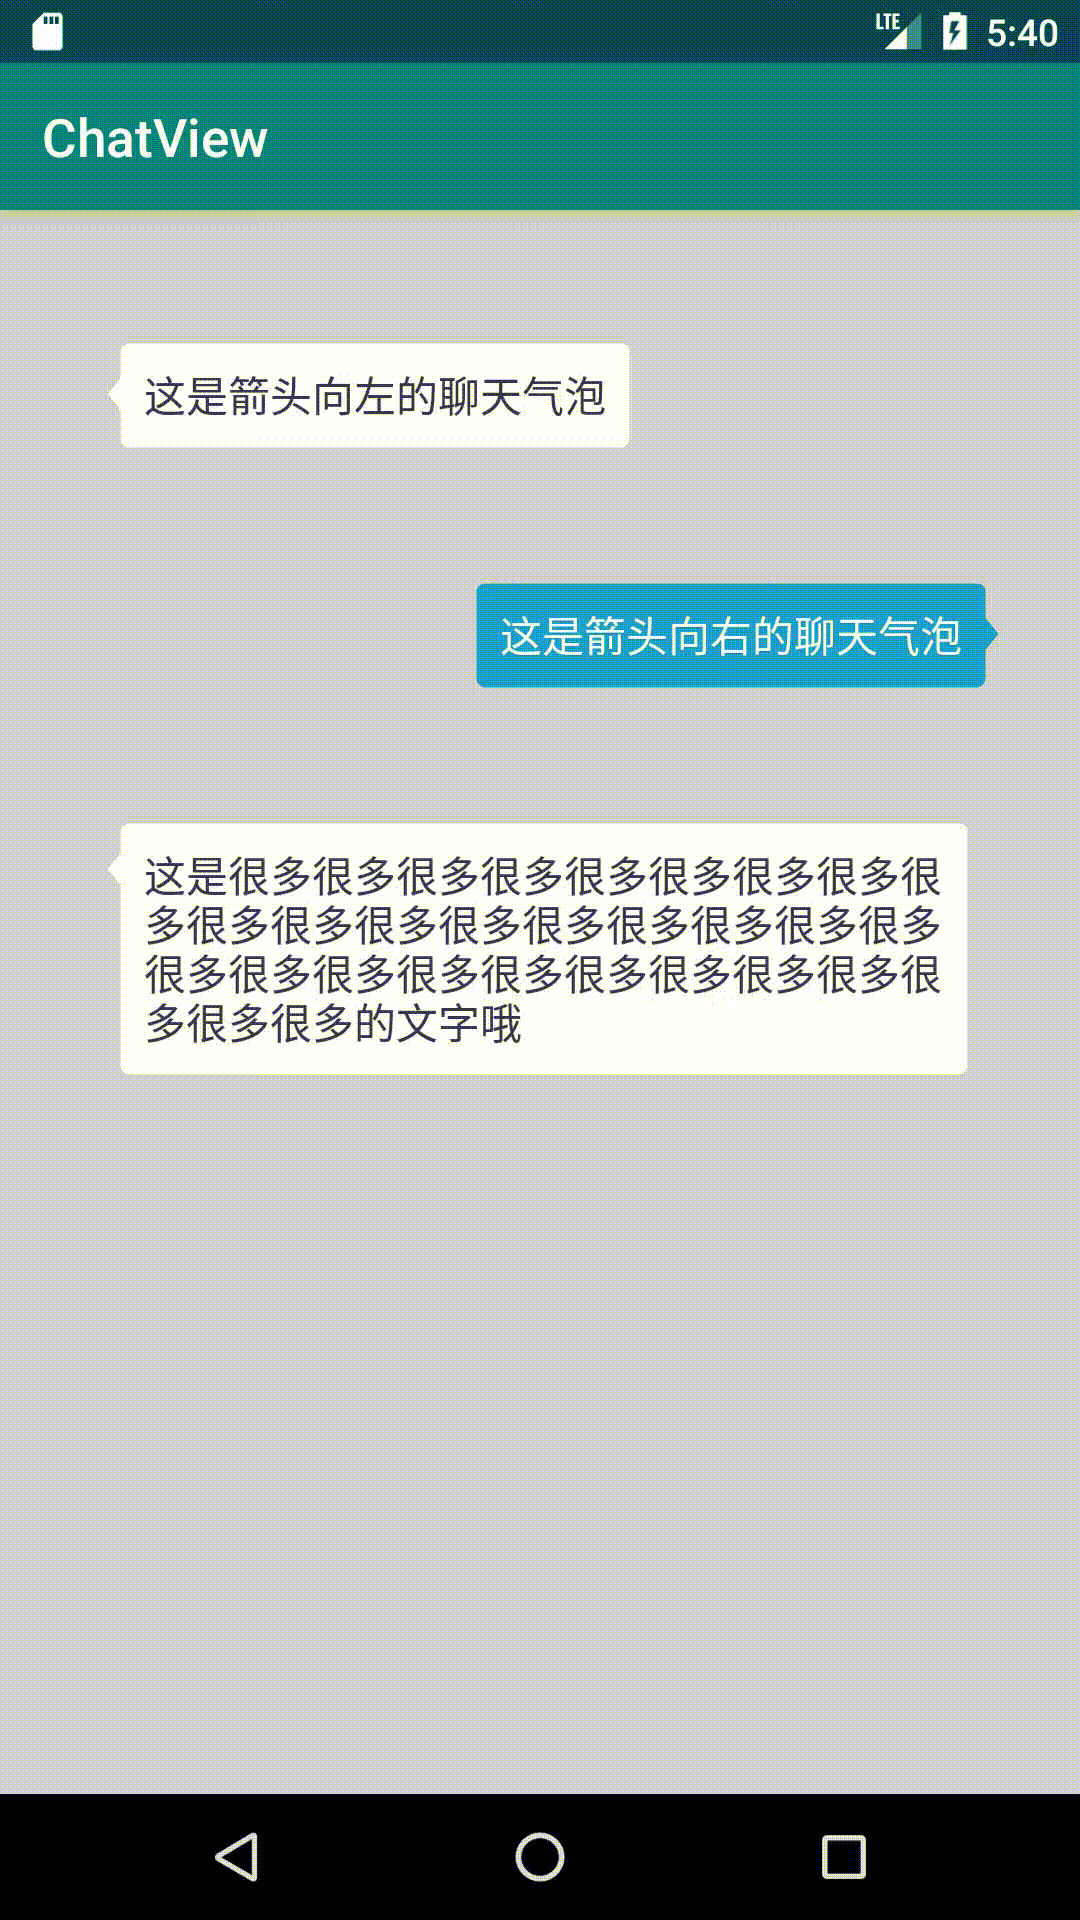 LTE 5:40
ChatView
这是箭头向左的聊天气泡
这是箭头向右的聊天气泡
这是很多很多很多很多很多很多很多很多很
多很多很多很多很多很多很多很多很多很多
很多很多很多很多很多很多很多很多很多很
多很多很多的文字哦